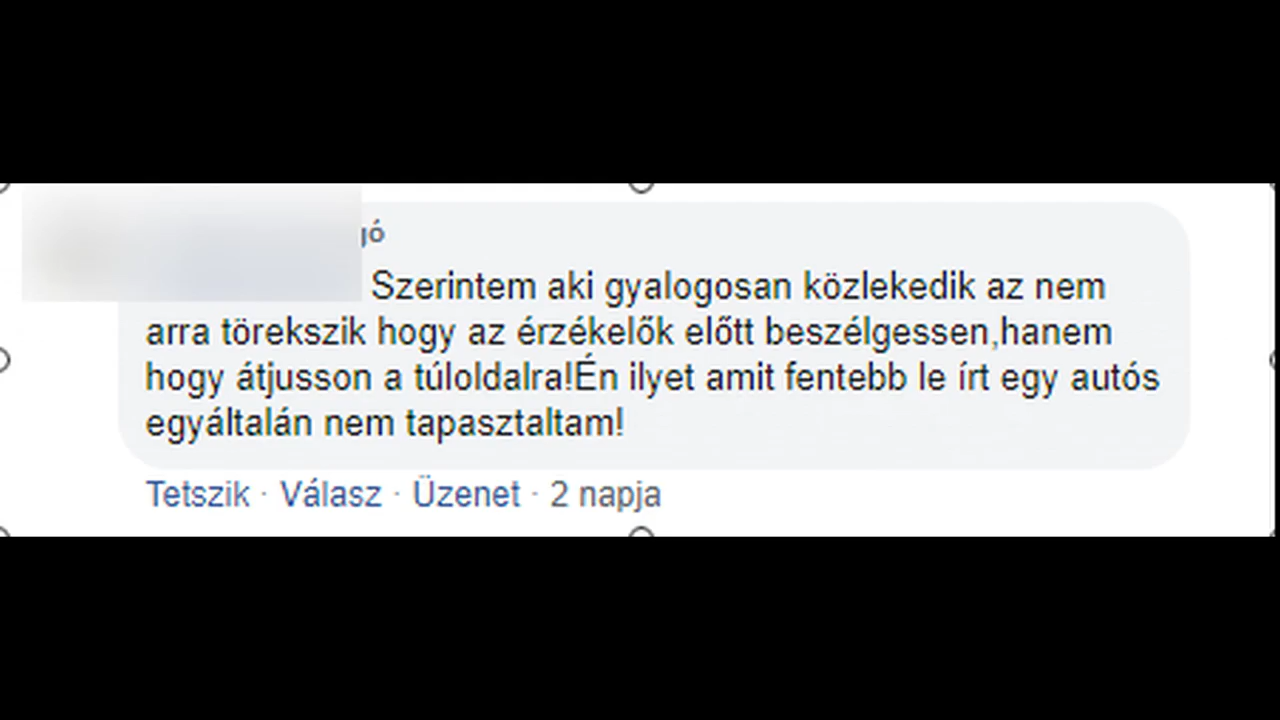 Szerintem aki gyalogosan közlekedik az nem
arra törekszik hogy az érzékelők előtt beszélgessen,hanem
hogy átjusson a túloldalra!Én ilyet amit fentebb le írt egy autós
egyáltalán nem tapasztaltam!
Tetszik · Válasz · Üzenet · 2 napja